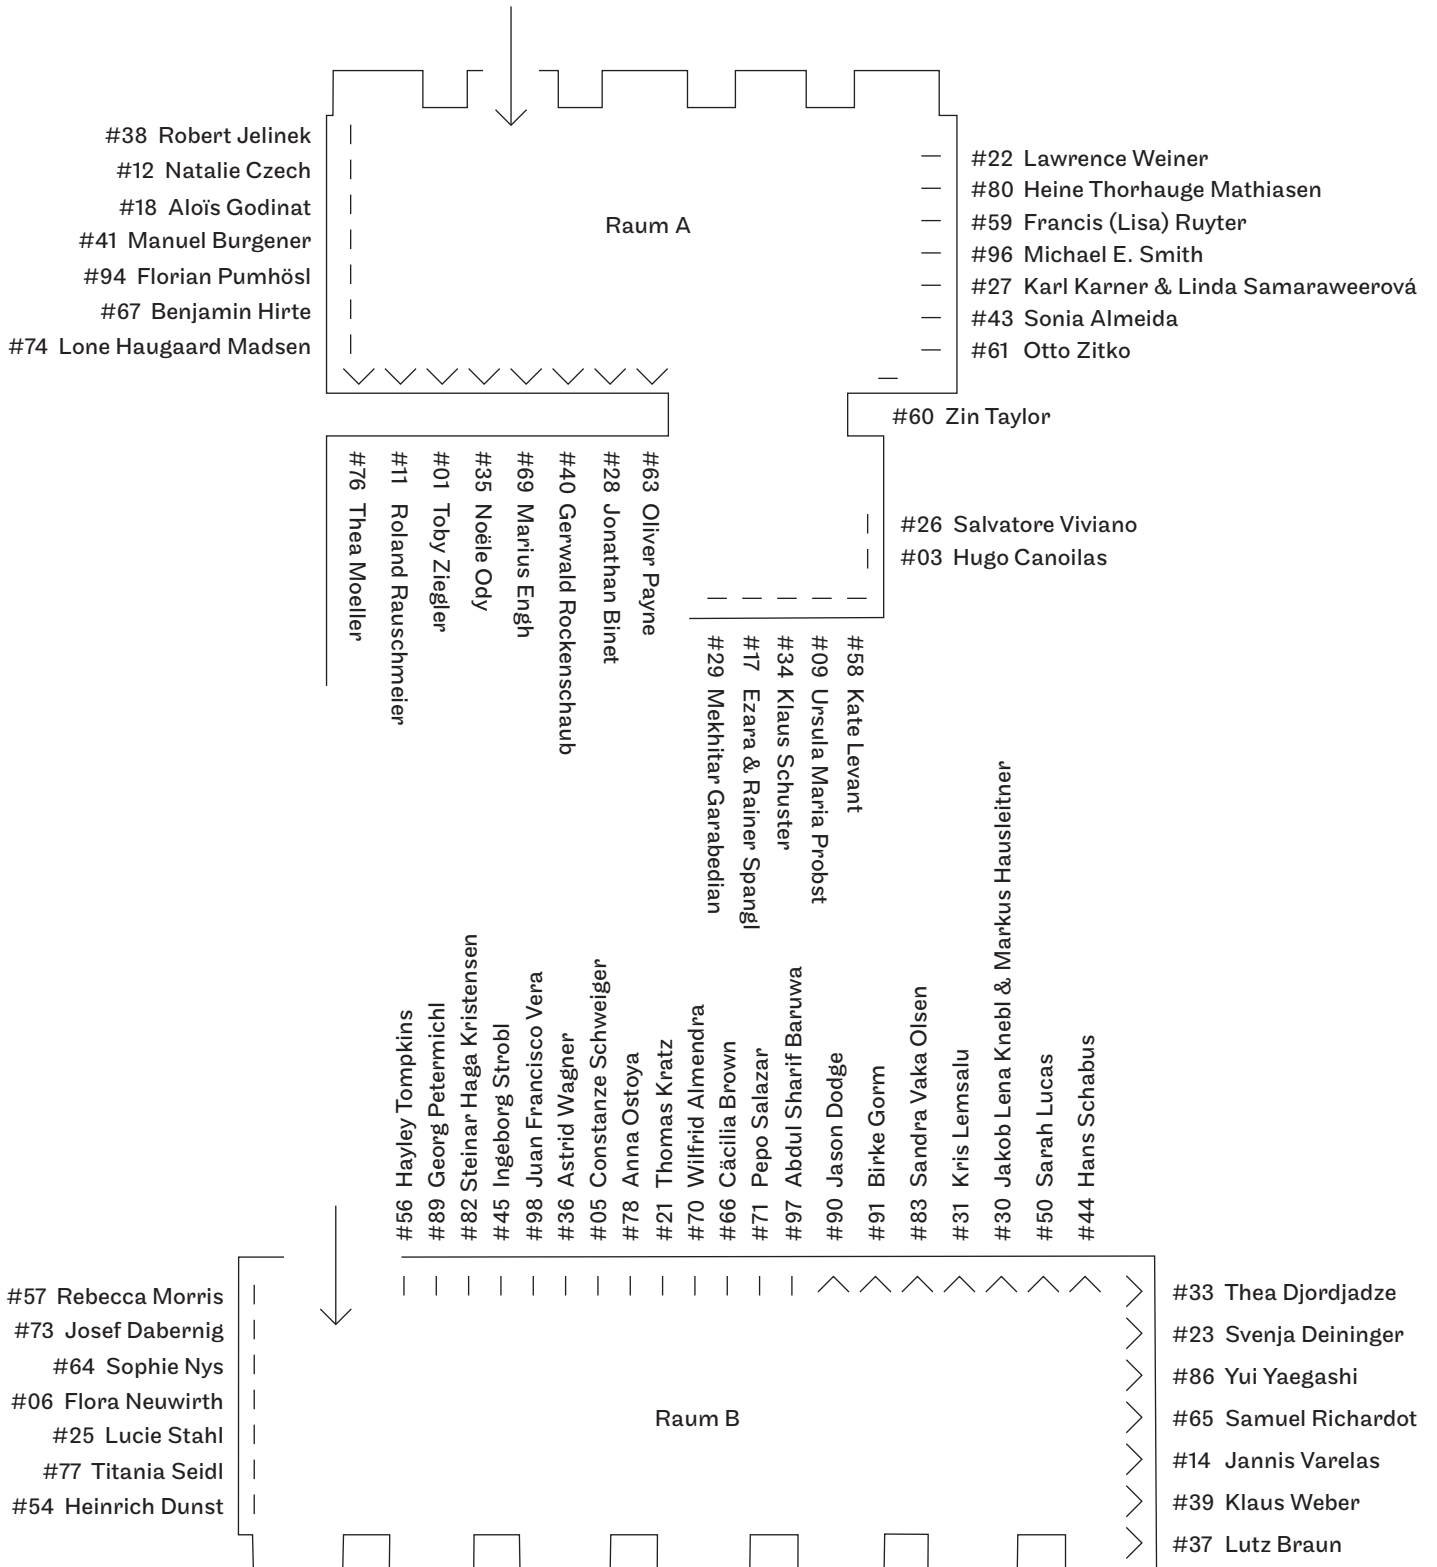 #38 Robert Jelinek
#12 Natalie Czech
#18 Aloïs Godinat
#41 Manuel Burgener
#94 Florian Pumhösl
#67 Benjamin Hirte
#74 Lone Haugaard Madsen
Raum A
#22 Lawrence Weiner
#80 Heine Thorhauge Mathiasen
#59 Francis (Lisa) Ruyter
#96 Michael E. Smith
#27 Karl Karner & Linda Samaraweerová
#43 Sonia Almeida
#61 Otto Zitko
#60 Zin Taylor
#76 Thea Moeller
#11 Roland Rauschmeier
#01 Toby Ziegler
#35 Noële Ody
#69 Marius Engh
#40 Gerwald Rockenschaub
#28 Jonathan Binet
#63 Oliver Payne
#26 Salvatore Viviano
#03 Hugo Canoilas
#29 Mekhitar Garabedian
#17 Ezara & Rainer Spangl
#34 Klaus Schuster
#09 Ursula Maria Probst
#58 Kate Levant
#56 Hayley Tompkins
#89 Georg Petermichl
#82 Steinar Haga Kristensen
#45 Ingeborg Strobl
#98 Juan Francisco Vera
#36 Astrid Wagner
#05 Constanze Schweiger
#78 Anna Ostoya
#21 Thomas Kratz
#70 Wilfrid Almendra
#66 Cäcilia Brown
#71 Pepo Salazar
#97 Abdul Sharif Baruwa
#90 Jason Dodge
#91 Birke Gorm
#83 Sandra Vaka Olsen
#31 Kris Lemsalu
#30 Jakob Lena Knebl & Markus Hausleitner
#50 Sarah Lucas
#44 Hans Schabus
#57 Rebecca Morris
#73 Josef Dabernig
#64 Sophie Nys
#06 Flora Neuwirth
#25 Lucie Stahl
#77 Titania Seidl
#54 Heinrich Dunst
Raum B
#33 Thea Djordjadze
#23 Svenja Deininger
#86 Yui Yaegashi
#65 Samuel Richardot
#14 Jannis Varelas
#39 Klaus Weber
#37 Lutz Braun